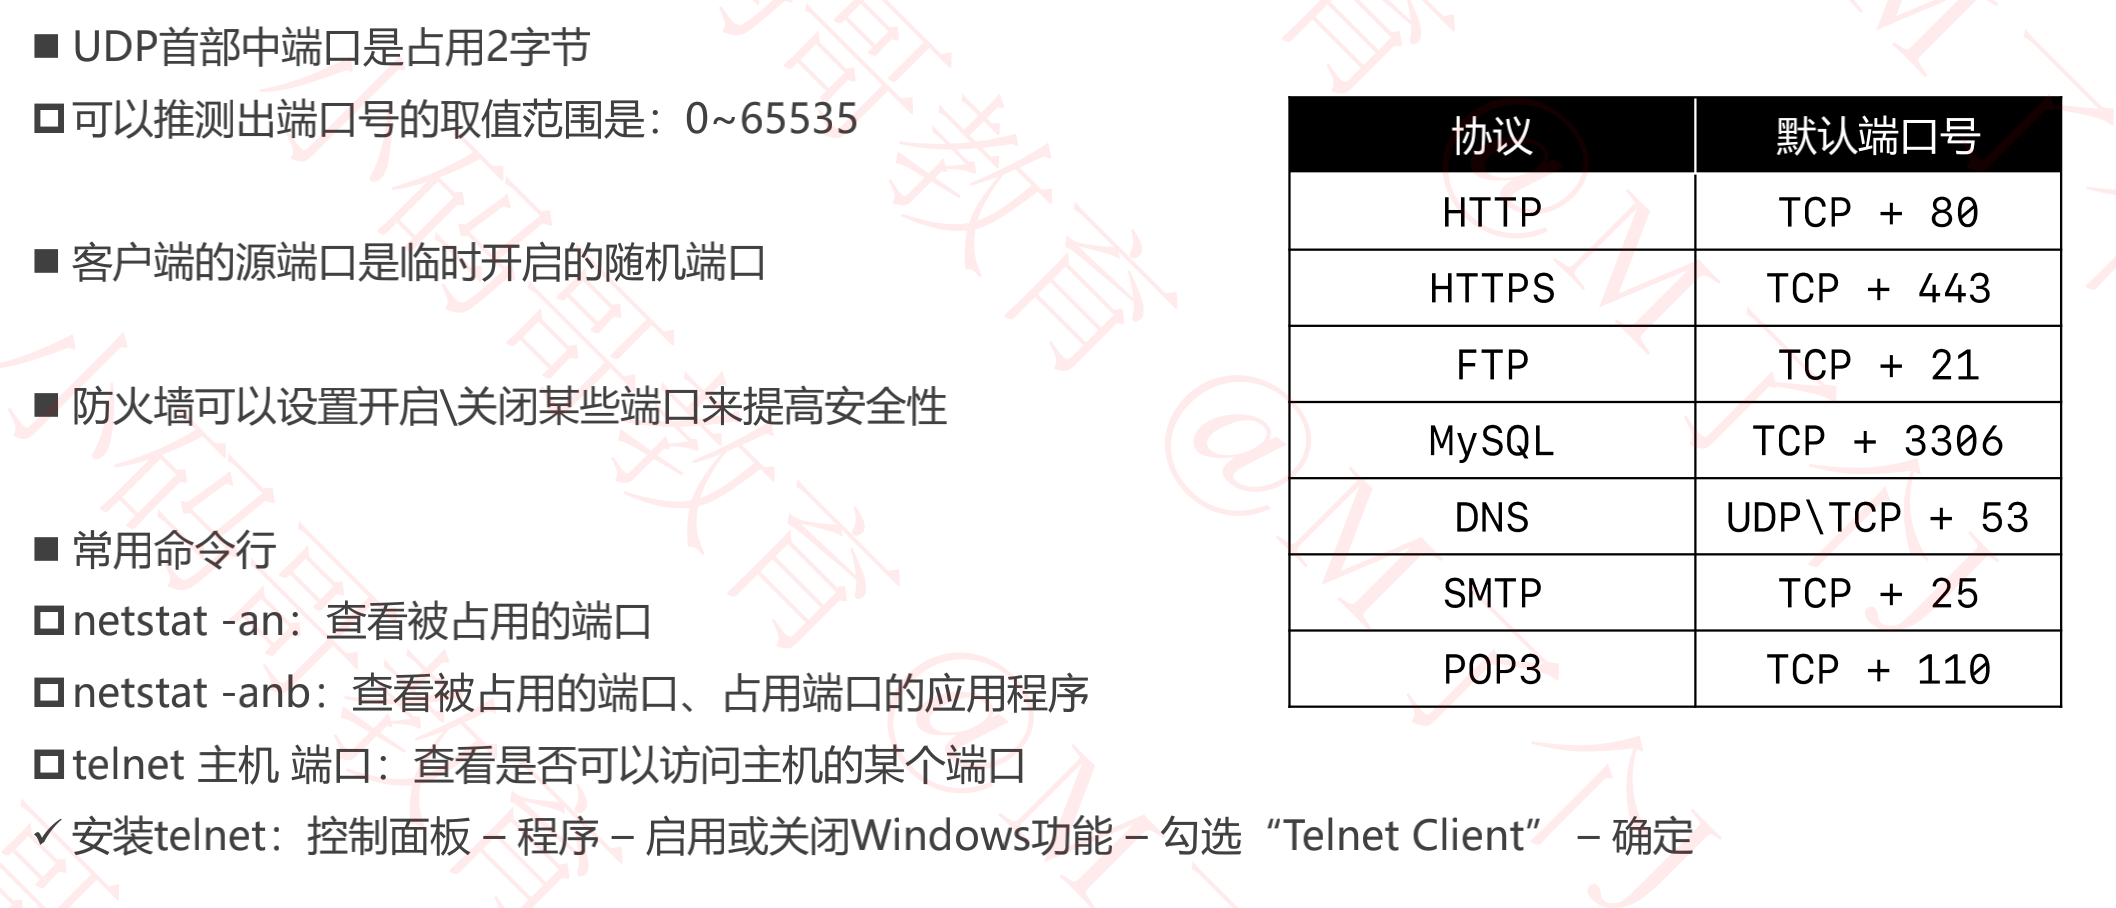 ■ UDP首部中端口是占用2字节
□ 可以推测出端口号的取值范围是：0~65535
■ 客户端的源端口是临时开启的随机端口
■ 防火墙可以设置开启\关闭某些端口来提高安全性
■ 常用命令行
□ netstat -an：查看被占用的端口
□ netstat -anb：查看被占用的端口、占用端口的应用程序
□ telnet 主机 端口：查看是否可以访问主机的某个端口
✓ 安装telnet：控制面板 – 程序 – 启用或关闭Windows功能 – 勾选“Telnet Client” – 确定
协议 默认端口号
HTTP TCP + 80
HTTPS TCP + 443
FTP TCP + 21
MySQL TCP + 3306
DNS UDP\TCP + 53
SMTP TCP + 25
POP3 TCP + 110
小码哥教育 @M了个J